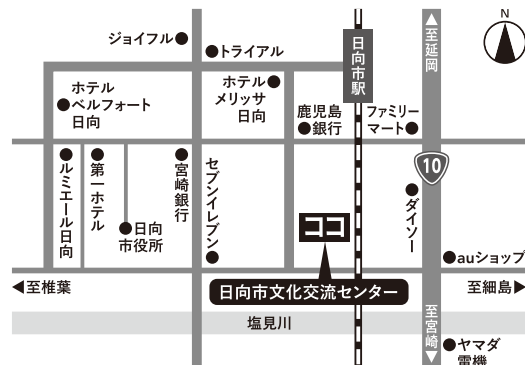 ジョイフル
トライアル
日向市駅
▲至延岡
N
ホテル
ベルフォート
日向
ホテル
メリッサ
日向
鹿児島
銀行
ファミリー
マート
10
ルミエール日向
第一ホテル
日向
市役所
宮崎銀行
セブンイレブン
ココ
ダイソー
auショップ
◀至椎葉
日向市文化交流センター
至細島▶
塩見川
至宮崎▼
ヤマダ
電機